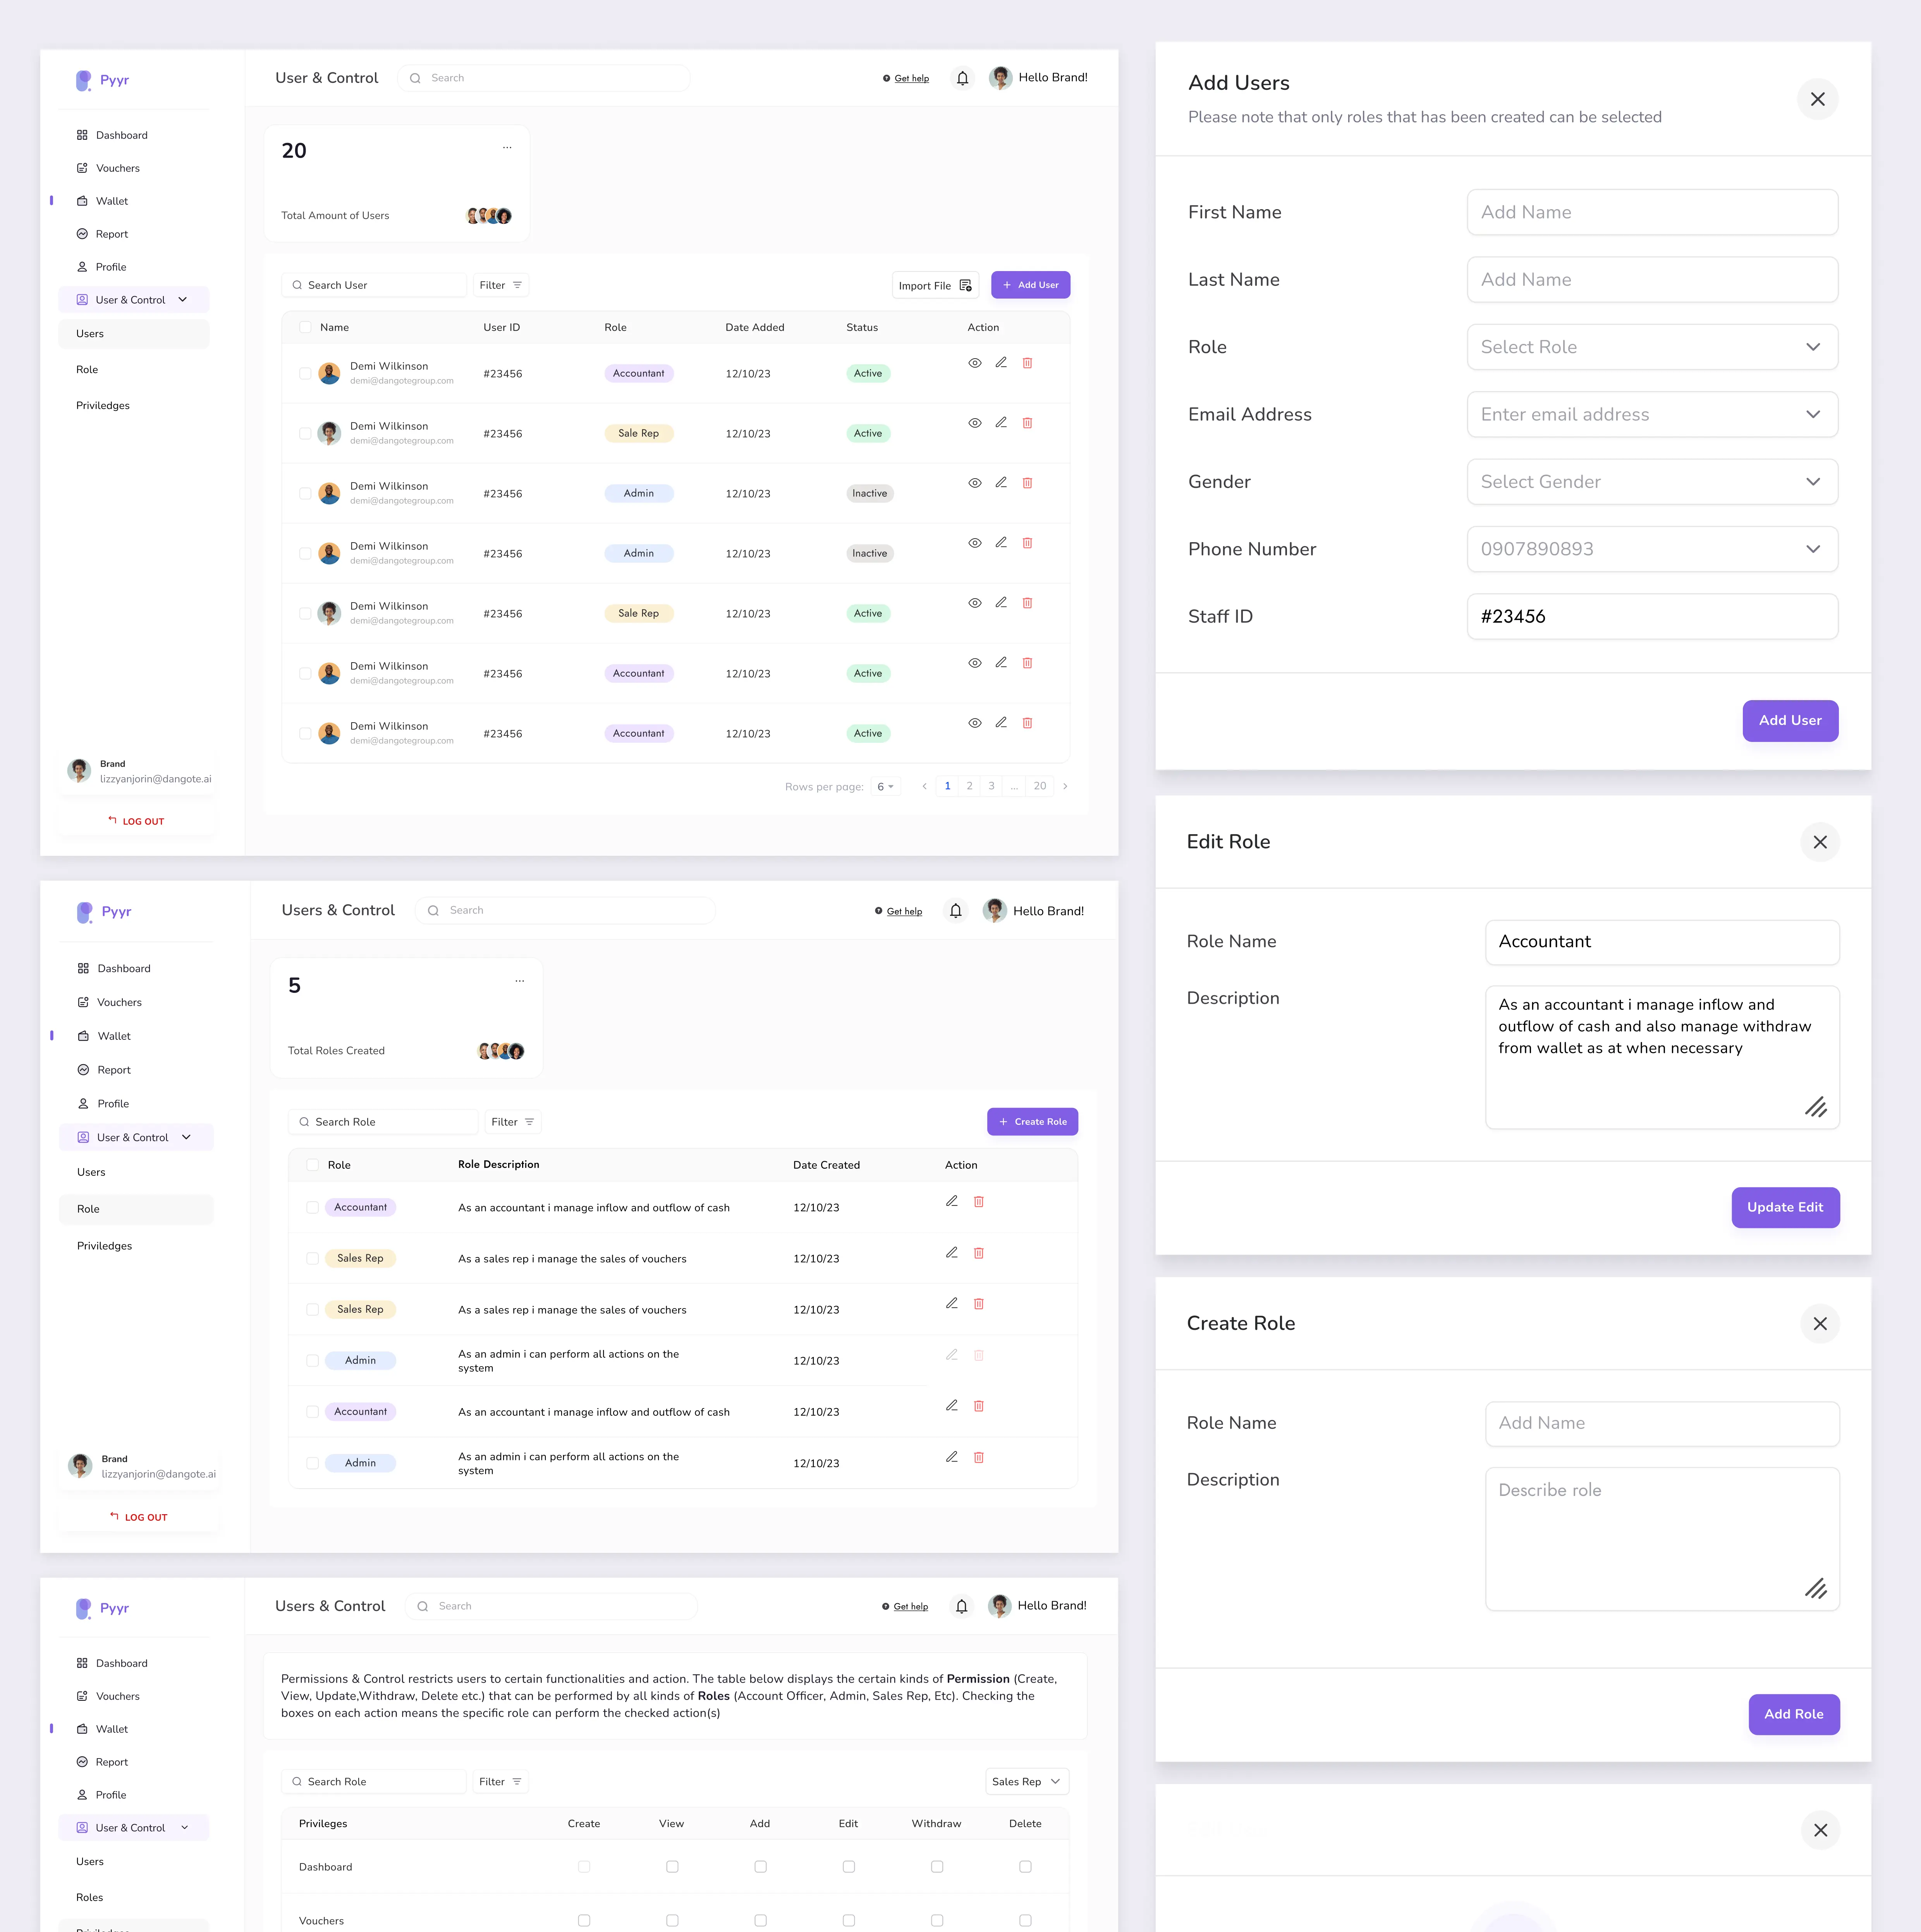 Pyyr
User & Control
Search
Get help
Hello Brand!
Dashboard
Vouchers
Wallet
Report
Profile
User & Control
Users
Role
Priviledges
Brand
lizzyanjorin@dangote.ai
LOG OUT
20
...
Total Amount of Users
Search User
Filter
Import File
+ Add User
Name User ID Role Date Added Status Action
Demi Wilkinson
demi@dangotegroup.com
#23456 Accountant 12/10/23 Active
Demi Wilkinson
demi@dangotegroup.com
#23456 Sale Rep 12/10/23 Active
Demi Wilkinson
demi@dangotegroup.com
#23456 Admin 12/10/23 Inactive
Demi Wilkinson
demi@dangotegroup.com
#23456 Admin 12/10/23 Inactive
Demi Wilkinson
demi@dangotegroup.com
#23456 Sale Rep 12/10/23 Active
Demi Wilkinson
demi@dangotegroup.com
#23456 Accountant 12/10/23 Active
Demi Wilkinson
demi@dangotegroup.com
#23456 Accountant 12/10/23 Active
Rows per page: 6 1 2 3 ... 20
Add Users
Please note that only roles that has been created can be selected
First Name Add Name
Last Name Add Name
Role Select Role
Email Address Enter email address
Gender Select Gender
Phone Number 0907890893
Staff ID #23456
Add User
Pyyr
Users & Control
Search
Get help
Hello Brand!
Dashboard
Vouchers
Wallet
Report
Profile
User & Control
Users
Role
Priviledges
Brand
lizzyanjorin@dangote.ai
LOG OUT
5
...
Total Roles Created
Search Role
Filter
+ Create Role
Role Role Description Date Created Action
Accountant As an accountant i manage inflow and outflow of cash 12/10/23
Sales Rep As a sales rep i manage the sales of vouchers 12/10/23
Sales Rep As a sales rep i manage the sales of vouchers 12/10/23
Admin As an admin i can perform all actions on the
system
12/10/23
Accountant As an accountant i manage inflow and outflow of cash 12/10/23
Admin As an admin i can perform all actions on the
system
12/10/23
Edit Role
Role Name Accountant
Description
As an accountant i manage inflow and
outflow of cash and also manage withdraw
from wallet as at when necessary
Update Edit
Create Role
Role Name Add Name
Description Describe role
Add Role
Pyyr
Users & Control
Search
Get help
Hello Brand!
Dashboard
Vouchers
Wallet
Report
Profile
User & Control
Users
Roles
Permissions & Control restricts users to certain functionalities and action. The table below displays the certain kinds of Permission (Create,
View, Update,Withdraw, Delete etc.) that can be performed by all kinds of Roles (Account Officer, Admin, Sales Rep, Etc). Checking the
boxes on each action means the specific role can perform the checked action(s)
Search Role
Filter
Sales Rep
Privileges Create View Add Edit Withdraw Delete
Dashboard
Vouchers